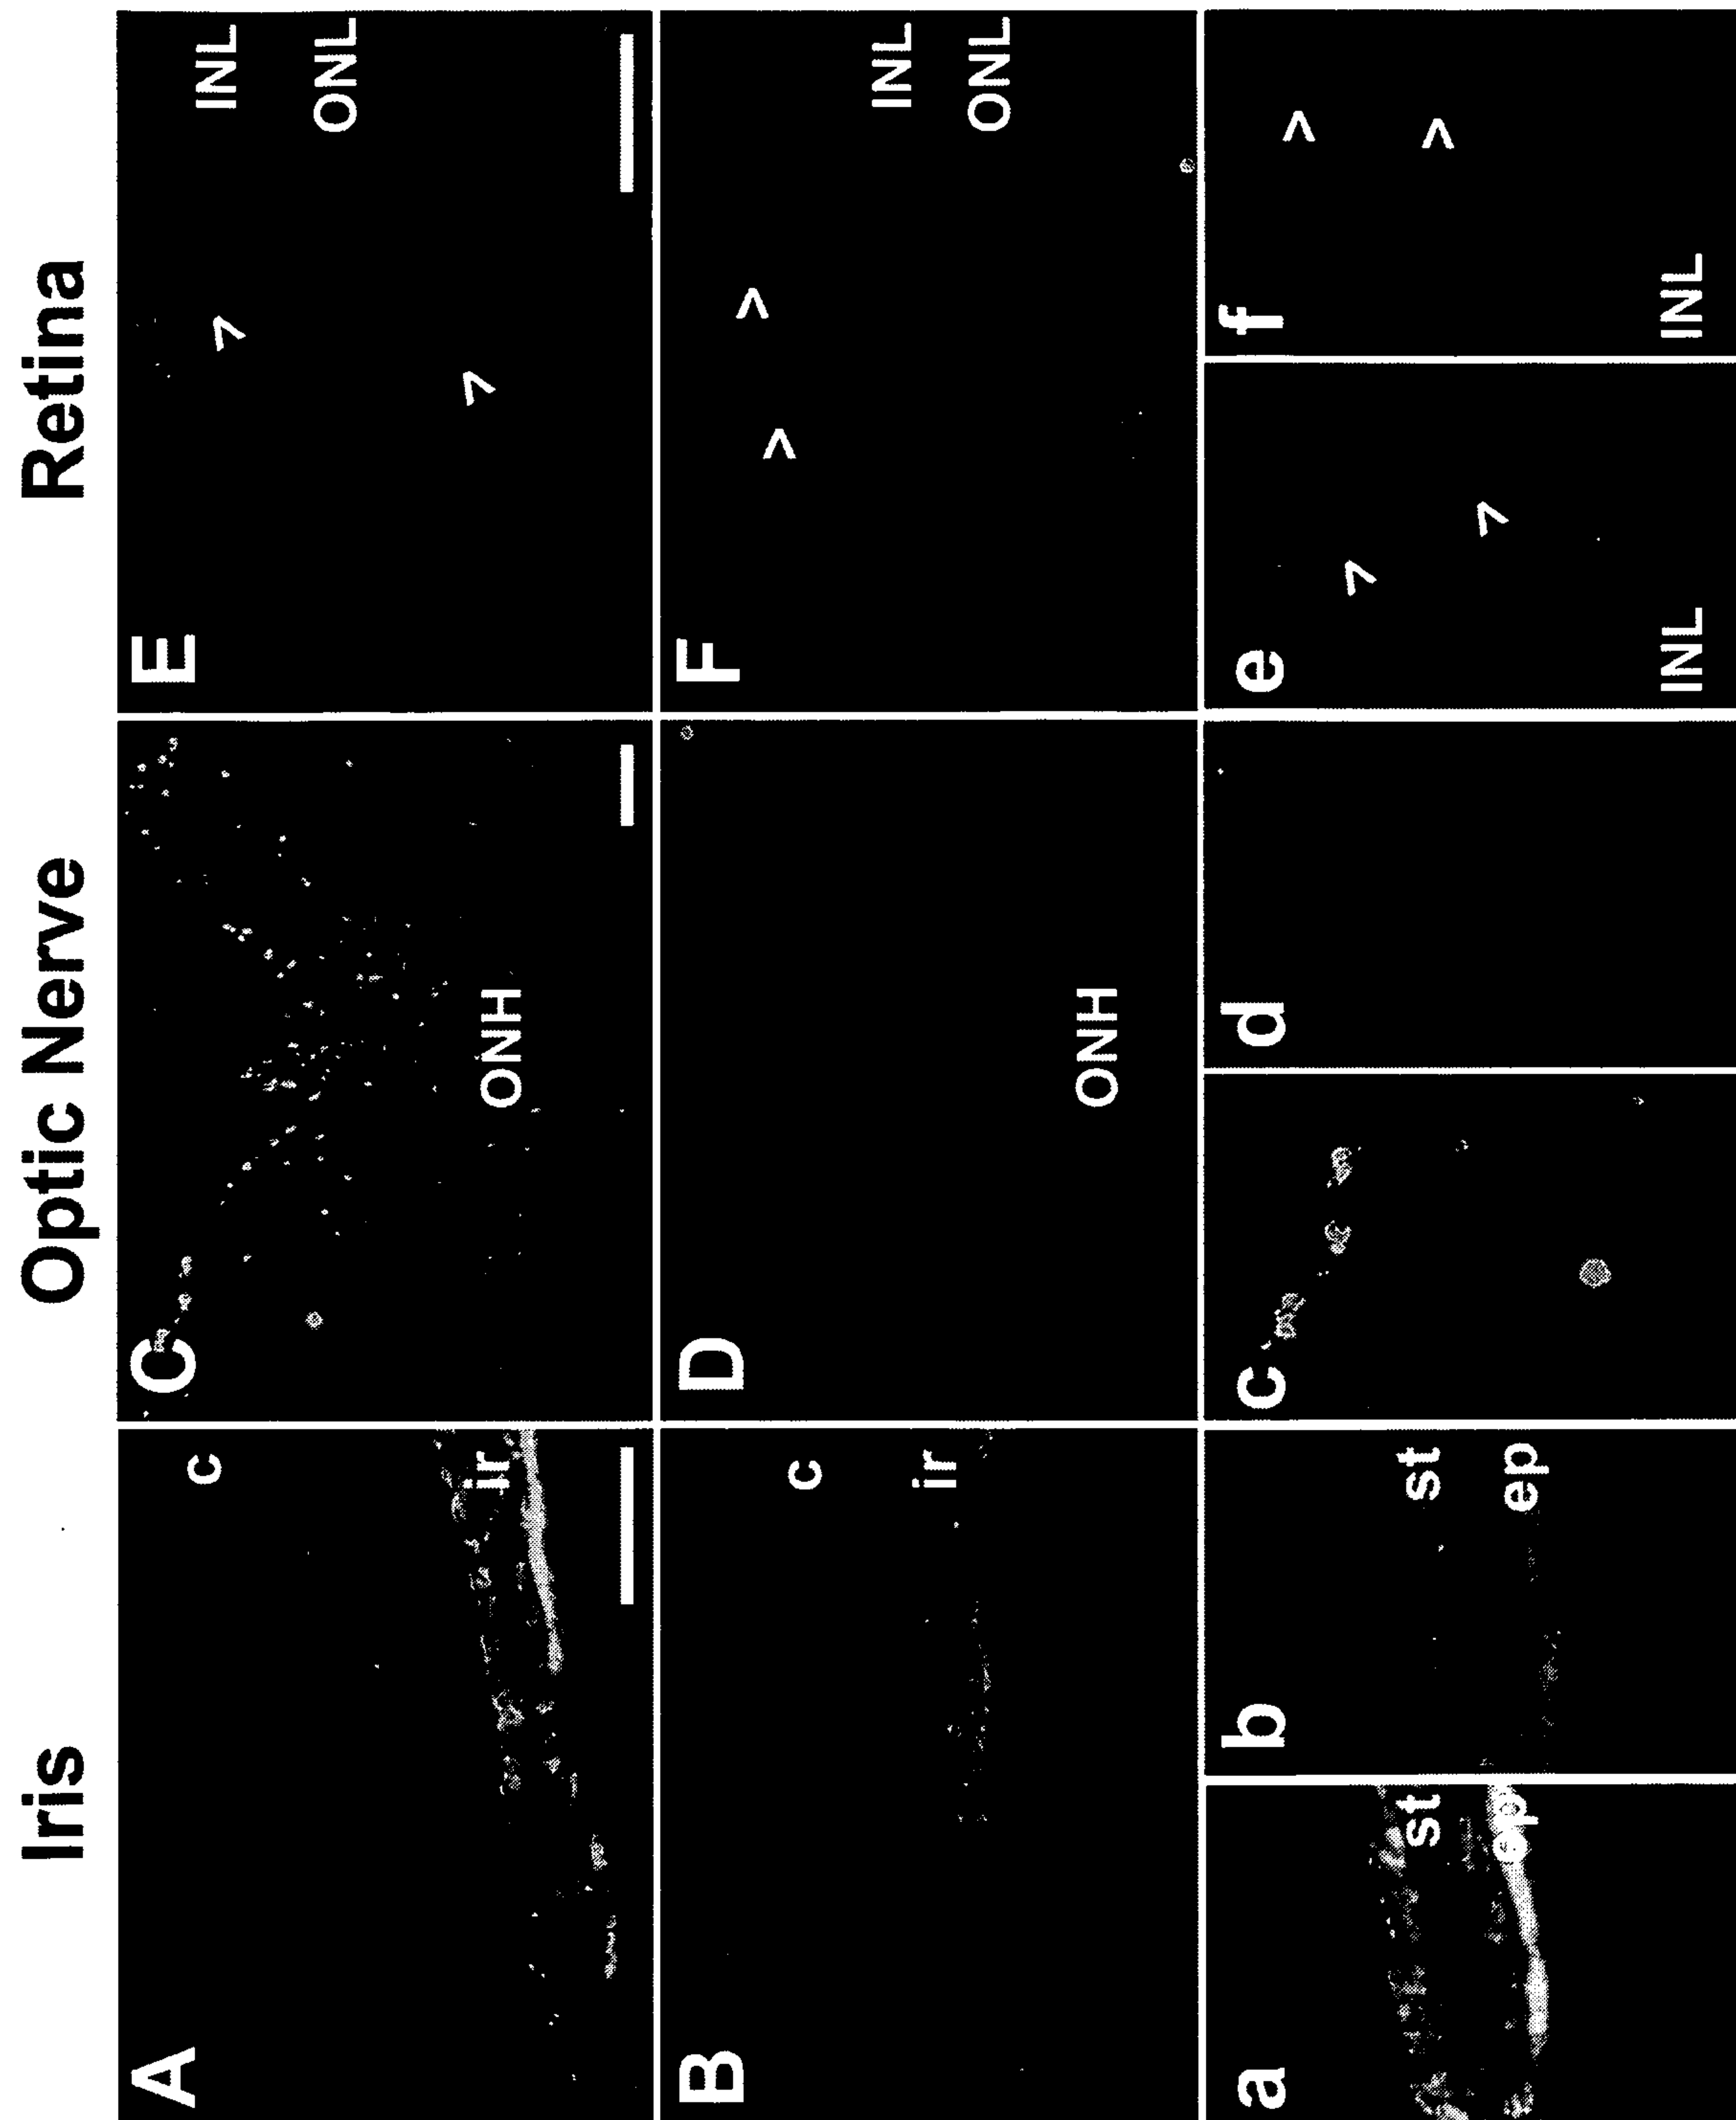 Iris
Optic Nerve
Retina
A
c
ir
C
ONH
E
INL
ONL
B
c
ir
D
ONH
F
INL
ONL
a
st
ep
b
st
ep
c
d
e
INL
f
INL